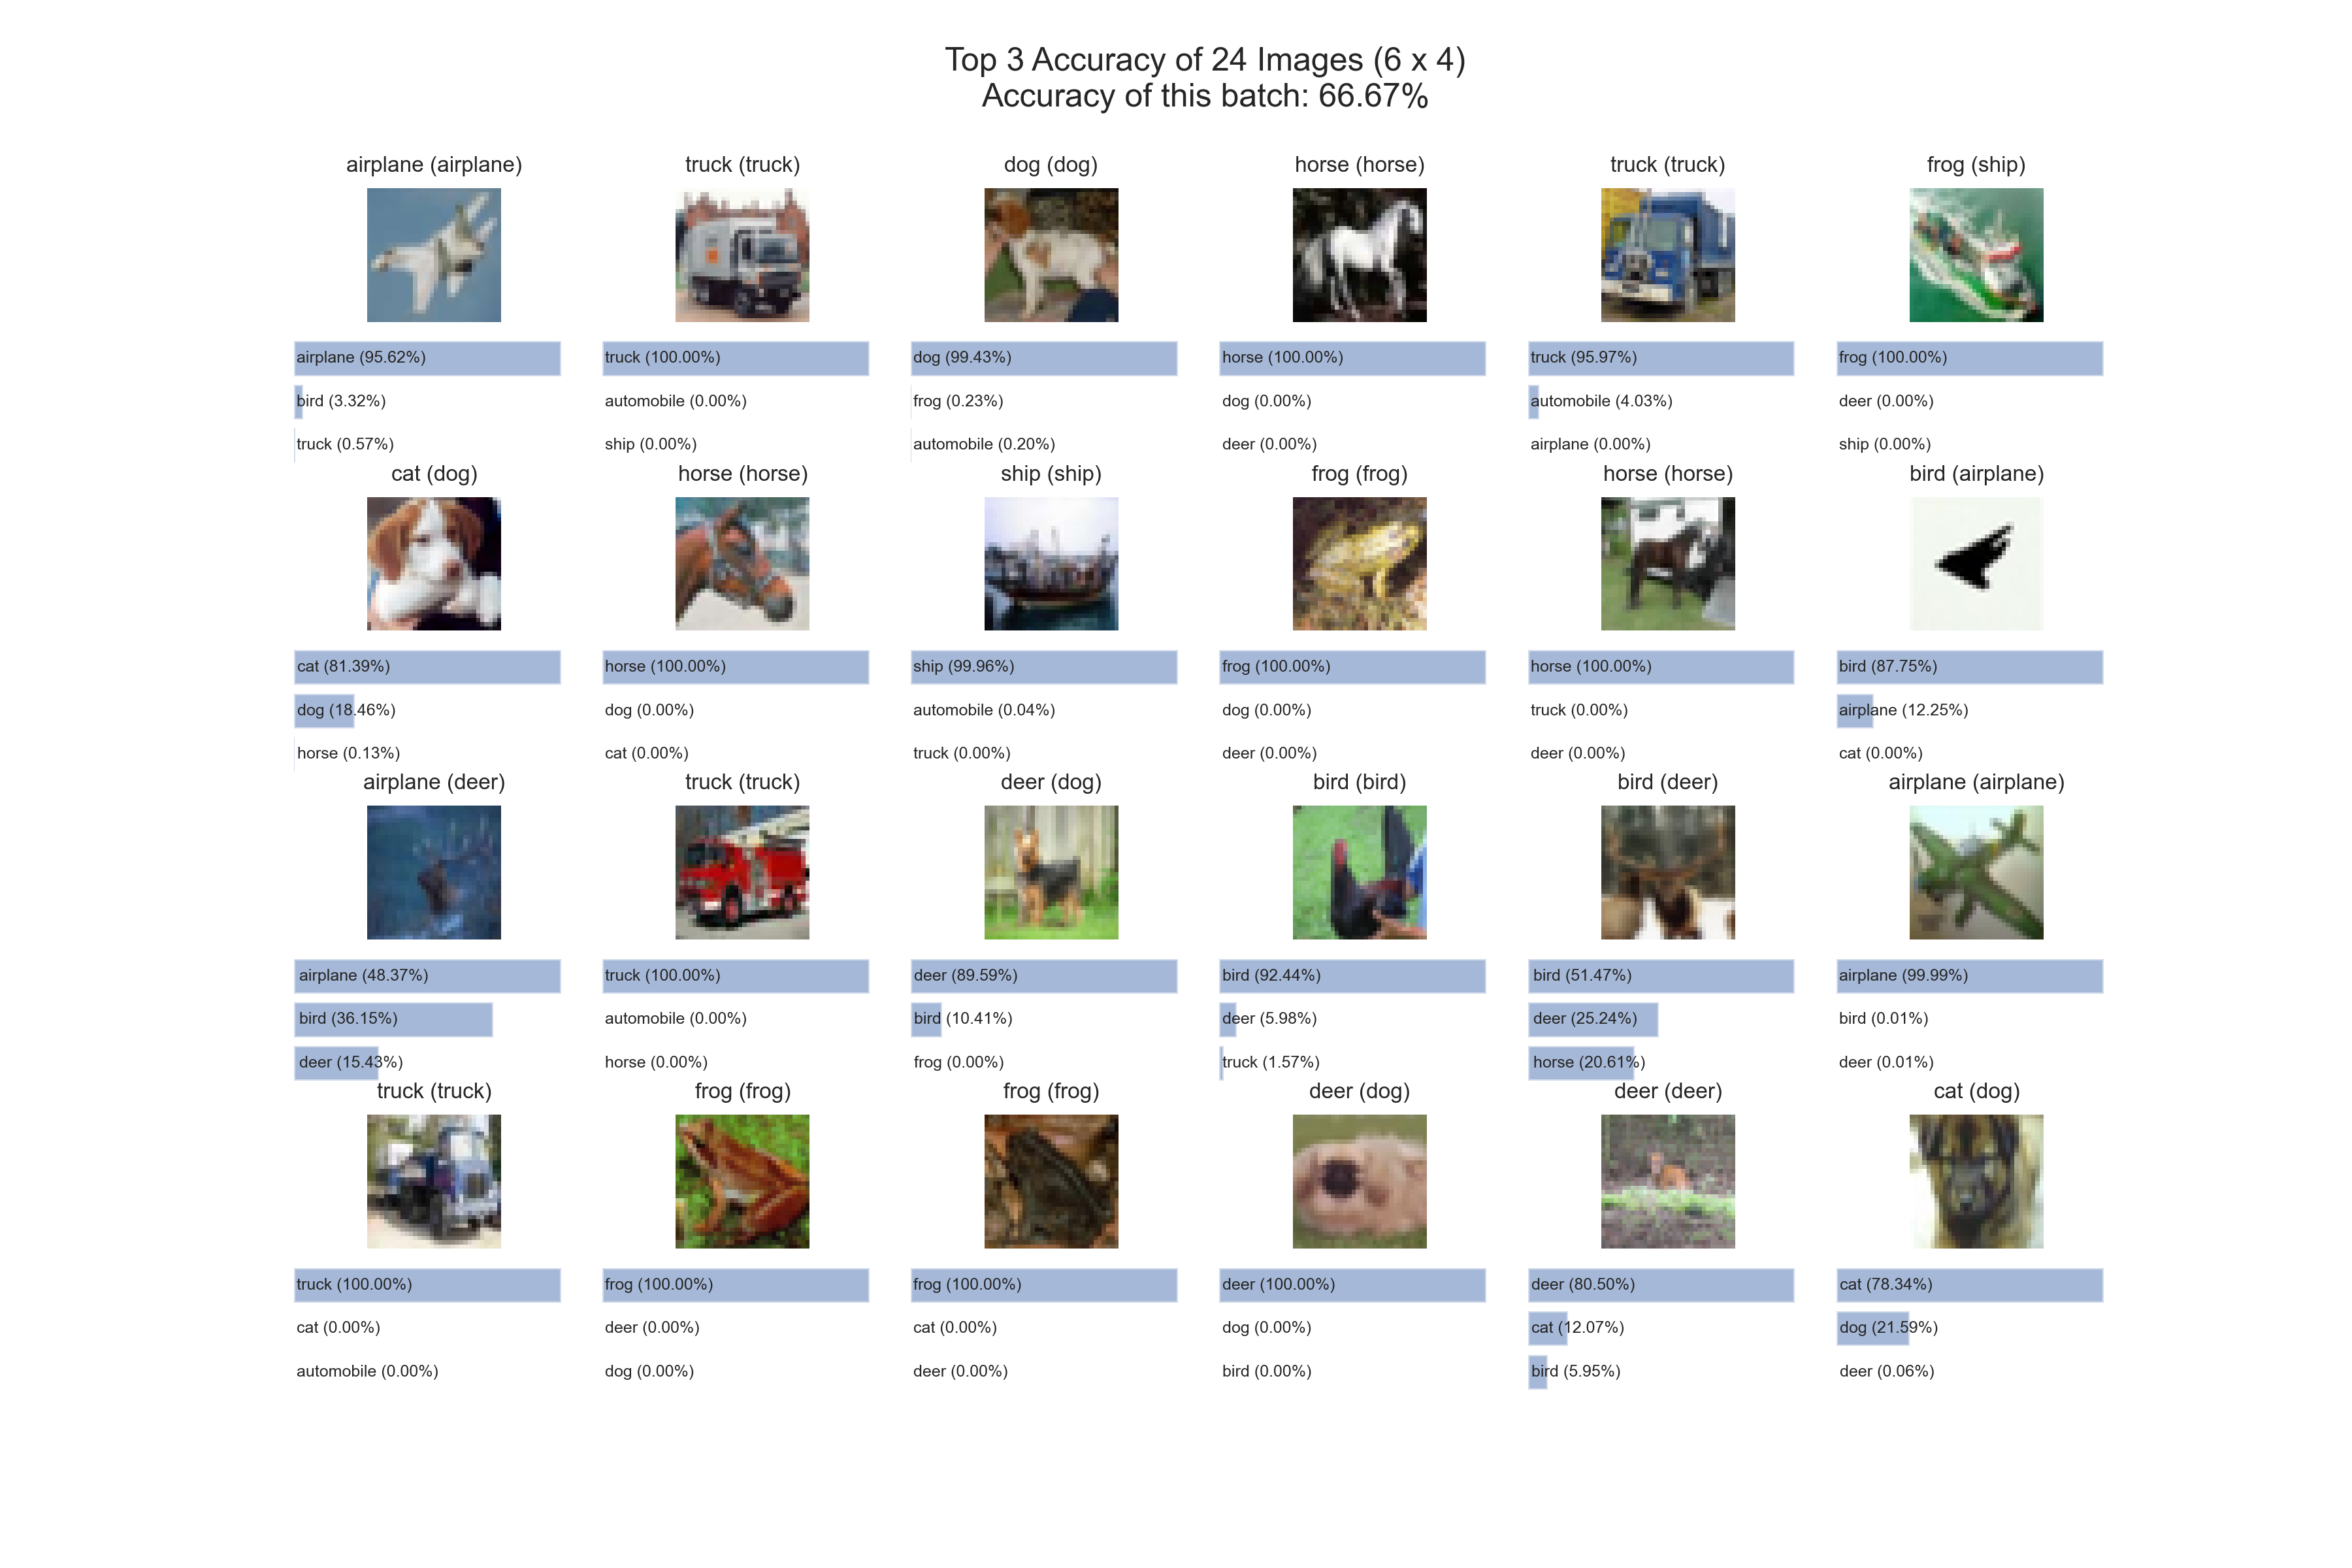 Top 3 Accuracy of 24 Images (6 x 4)
Accuracy of this batch: 66.67%
airplane (airplane)
airplane (95.62%)
bird (3.32%)
truck (0.57%)
truck (truck)
truck (100.00%)
automobile (0.00%)
ship (0.00%)
dog (dog)
dog (99.43%)
frog (0.23%)
automobile (0.20%)
horse (horse)
horse (100.00%)
dog (0.00%)
deer (0.00%)
truck (truck)
truck (95.97%)
automobile (4.03%)
airplane (0.00%)
frog (ship)
frog (100.00%)
deer (0.00%)
ship (0.00%)
cat (dog)
cat (81.39%)
dog (18.46%)
horse (0.13%)
horse (horse)
horse (100.00%)
dog (0.00%)
cat (0.00%)
ship (ship)
ship (99.96%)
automobile (0.04%)
truck (0.00%)
frog (frog)
frog (100.00%)
dog (0.00%)
deer (0.00%)
horse (horse)
horse (100.00%)
truck (0.00%)
deer (0.00%)
bird (airplane)
bird (87.75%)
airplane (12.25%)
cat (0.00%)
airplane (deer)
airplane (48.37%)
bird (36.15%)
deer (15.43%)
truck (truck)
truck (100.00%)
automobile (0.00%)
horse (0.00%)
deer (dog)
deer (89.59%)
bird (10.41%)
frog (0.00%)
bird (bird)
bird (92.44%)
deer (5.98%)
truck (1.57%)
bird (deer)
bird (51.47%)
deer (25.24%)
horse (20.61%)
airplane (airplane)
airplane (99.99%)
bird (0.01%)
deer (0.01%)
truck (truck)
truck (100.00%)
cat (0.00%)
automobile (0.00%)
frog (frog)
frog (100.00%)
deer (0.00%)
dog (0.00%)
frog (frog)
frog (100.00%)
cat (0.00%)
deer (0.00%)
deer (dog)
deer (100.00%)
dog (0.00%)
bird (0.00%)
deer (deer)
deer (80.50%)
cat (12.07%)
bird (5.95%)
cat (dog)
cat (78.34%)
dog (21.59%)
deer (0.06%)